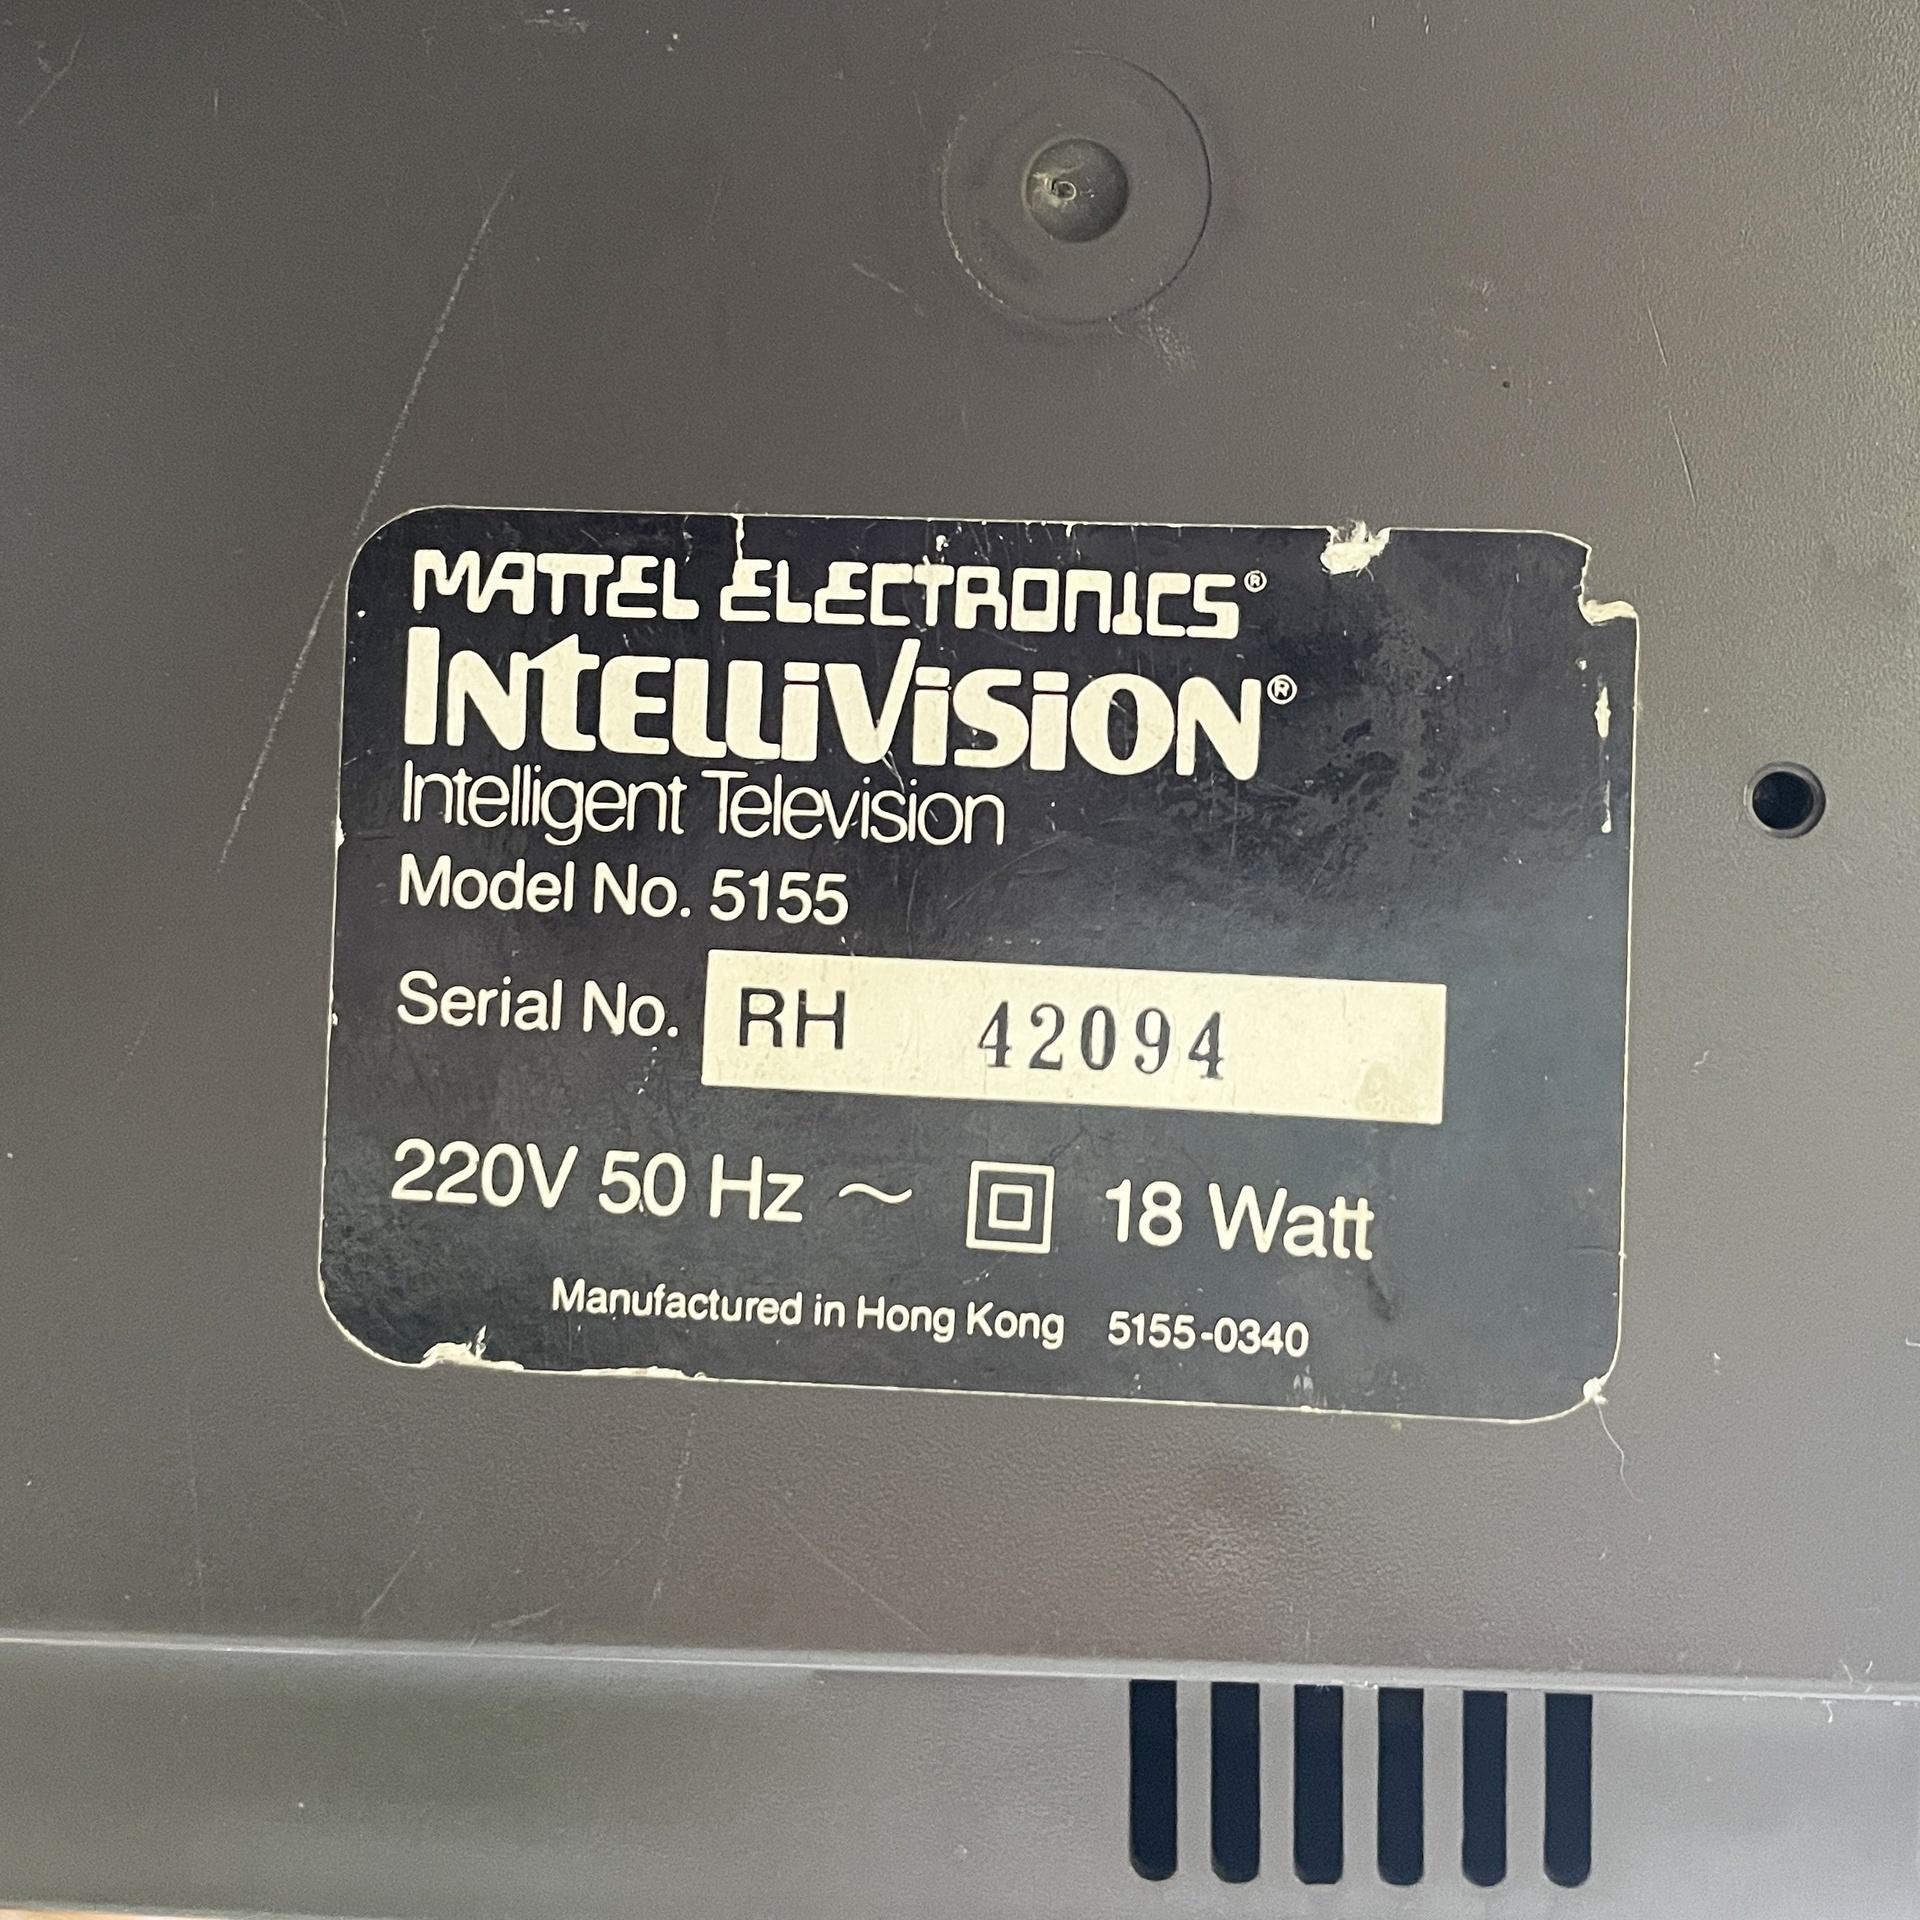 MATTEL ELECTRONICS®
INTELLIVISION®
Intelligent Television
Model No. 5155
Serial No. RH 42094
220V 50 Hz ~ 18 Watt
Manufactured in Hong Kong 5155-0340